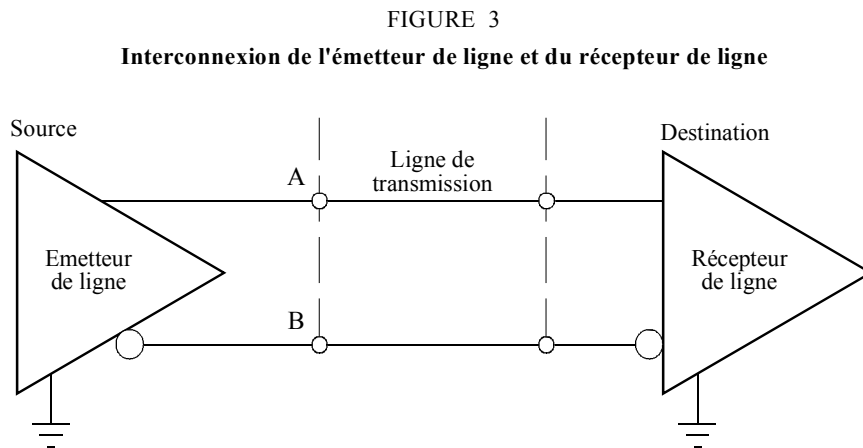 FIGURE 3
Interconnexion de l'émetteur de ligne et du récepteur de ligne
Source
Destination
A
Ligne de
transmission
Emetteur
de ligne
Récepteur
de ligne
B